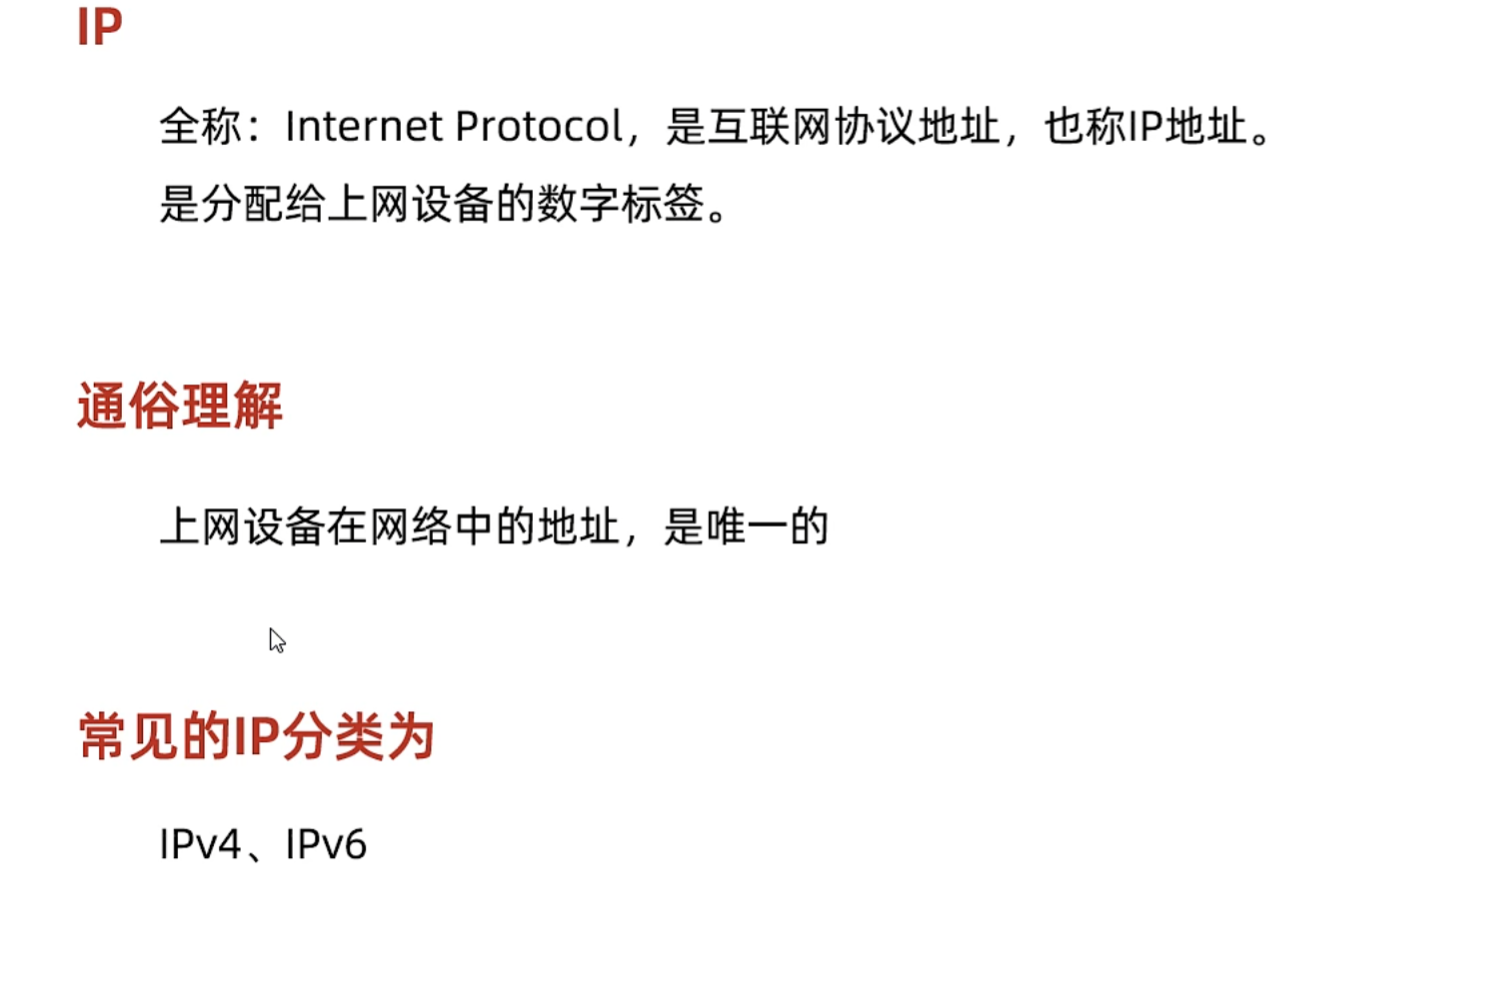 IP
全称：Internet Protocol，是互联网协议地址，也称IP地址。
是分配给上网设备的数字标签。
通俗理解
上网设备在网络中的地址，是唯一的
常见的IP分类为
IPv4、IPv6